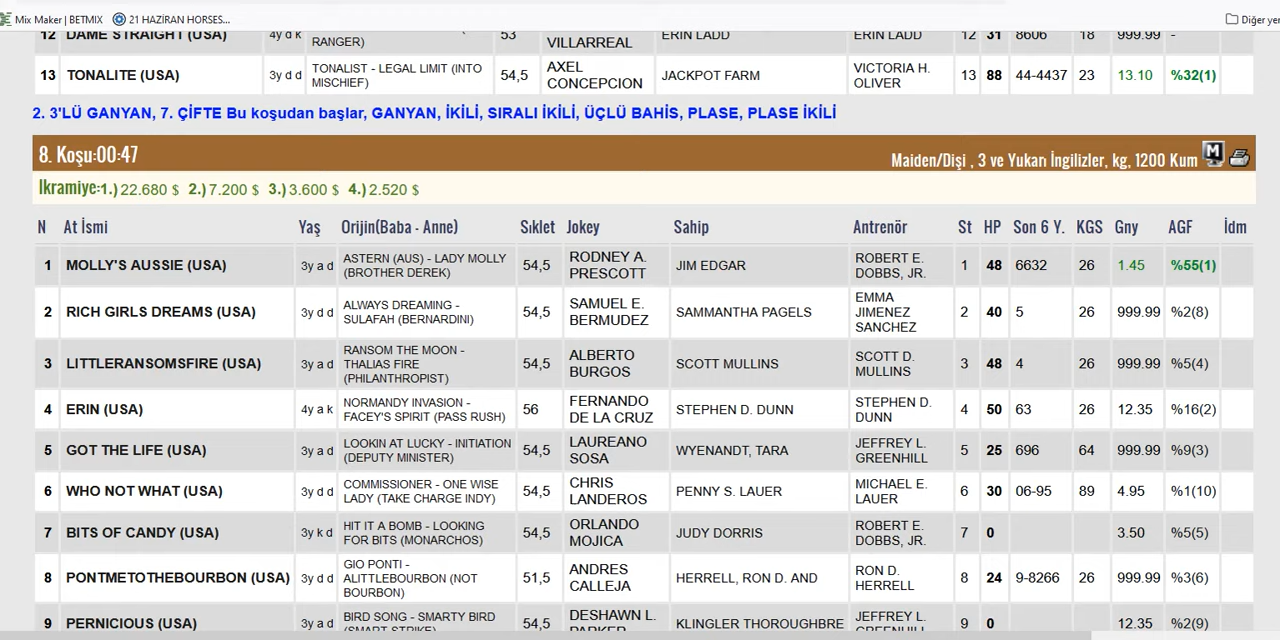 Mix Maker | BETMIX 21 HAZİRAN HORSES... Diğer yer
12 DAME STRAIGHT (USA) 4y d k RANGER) 53 VILLARREAL ERIN LADD ERIN LADD 12 31 8606 18 999.99 -
13 TONALITE (USA) 3y d d TONALIST - LEGAL LIMIT (INTO MISCHIEF) 54,5 AXEL CONCEPCION JACKPOT FARM VICTORIA H. OLIVER 13 88 44-4437 23 13.10 %32(1)
2. 3'LÜ GANYAN, 7. ÇİFTE Bu koşudan başlar, GANYAN, İKİLİ, SIRALI İKİLİ, ÜÇLÜ BAHİS, PLASE, PLASE İKİLİ
8. Koşu:00:47 Maiden/Dişi , 3 ve Yukarı İngilizler, kg, 1200 Kum M
İkramiye:1.) 22.680 $ 2.) 7.200 $ 3.) 3.600 $ 4.) 2.520 $
N At İsmi Yaş Orijin(Baba - Anne) Sıklet Jokey Sahip Antrenör St HP Son 6 Y. KGS Gny AGF İdm
1 MOLLY'S AUSSIE (USA) 3y a d ASTERN (AUS) - LADY MOLLY (BROTHER DEREK) 54,5 RODNEY A. PRESCOTT JIM EDGAR ROBERT E. DOBBS, JR. 1 48 6632 26 1.45 %55(1)
2 RICH GIRLS DREAMS (USA) 3y d d ALWAYS DREAMING - SULAFAH (BERNARDINI) 54,5 SAMUEL E. BERMUDEZ SAMMANTHA PAGELS EMMA JIMENEZ SANCHEZ 2 40 5 26 999.99 %2(8)
3 LITTLERANSOMSFIRE (USA) 3y a d RANSOM THE MOON - THALIAS FIRE (PHILANTHROPIST) 54,5 ALBERTO BURGOS SCOTT MULLINS SCOTT D. MULLINS 3 48 4 26 999.99 %5(4)
4 ERIN (USA) 4y a k NORMANDY INVASION - FACEY'S SPIRIT (PASS RUSH) 56 FERNANDO DE LA CRUZ STEPHEN D. DUNN STEPHEN D. DUNN 4 50 63 26 12.35 %16(2)
5 GOT THE LIFE (USA) 3y a d LOOKIN AT LUCKY - INITIATION (DEPUTY MINISTER) 54,5 LAUREANO SOSA WYENANDT, TARA JEFFREY L. GREENHILL 5 25 696 64 999.99 %9(3)
6 WHO NOT WHAT (USA) 3y d d COMMISSIONER - ONE WISE LADY (TAKE CHARGE INDY) 54,5 CHRIS LANDEROS PENNY S. LAUER MICHAEL E. LAUER 6 30 06-95 89 4.95 %1(10)
7 BITS OF CANDY (USA) 3y k d HIT IT A BOMB - LOOKING FOR BITS (MONARCHOS) 54,5 ORLANDO MOJICA JUDY DORRIS ROBERT E. DOBBS, JR. 7 0 3.50 %5(5)
8 PONTMETOTHEBOURBON (USA) 3y d d GIO PONTI - ALITTLEBOURBON (NOT BOURBON) 51,5 ANDRES CALLEJA HERRELL, RON D. AND RON D. HERRELL 8 24 9-8266 26 999.99 %3(6)
9 PERNICIOUS (USA) 3y a d BIRD SONG - SMARTY BIRD (SMART STRIKE) 54,5 DESHAWN L. PARKER KLINGLER THOROUGHBRE JEFFREY L. GREENHILL 9 0 12.35 %2(9)